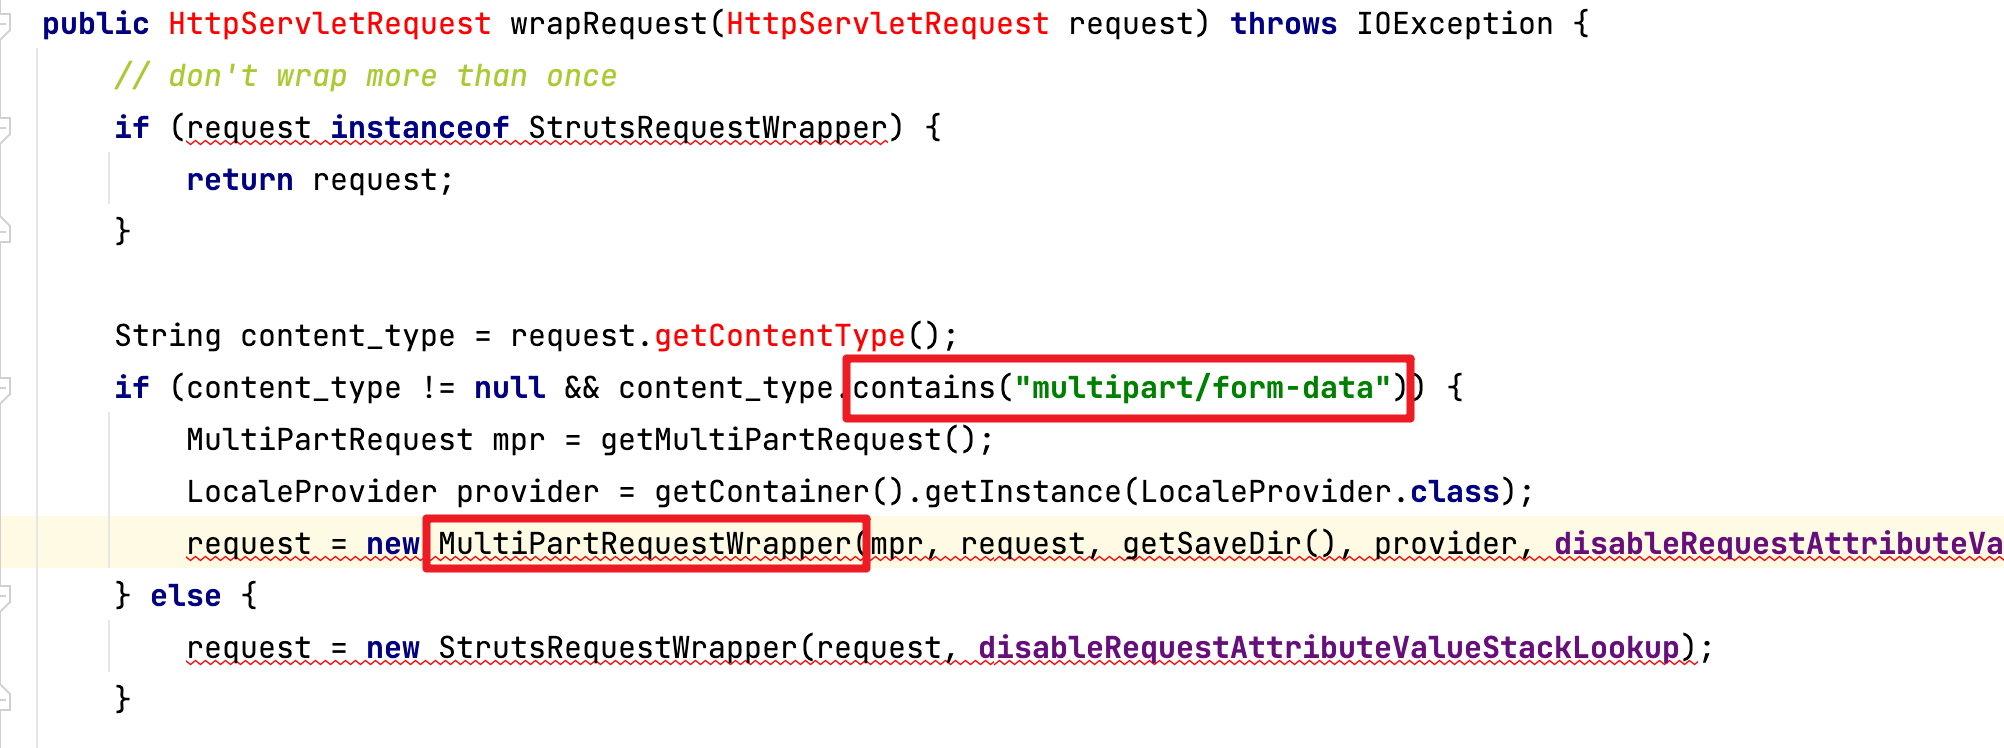 public HttpServletRequest wrapRequest(HttpServletRequest request) throws IOException {
// don't wrap more than once
if (request instanceof StrutsRequestWrapper) {
return request;
}
String content_type = request.getContentType();
if (content_type != null && content_type.contains("multipart/form-data")) {
MultiPartRequest mpr = getMultiPartRequest();
LocaleProvider provider = getContainer().getInstance(LocaleProvider.class);
request = new MultiPartRequestWrapper(mpr, request, getSaveDir(), provider, disableRequestAttributeVa
} else {
request = new StrutsRequestWrapper(request, disableRequestAttributeValueStackLookup);
}